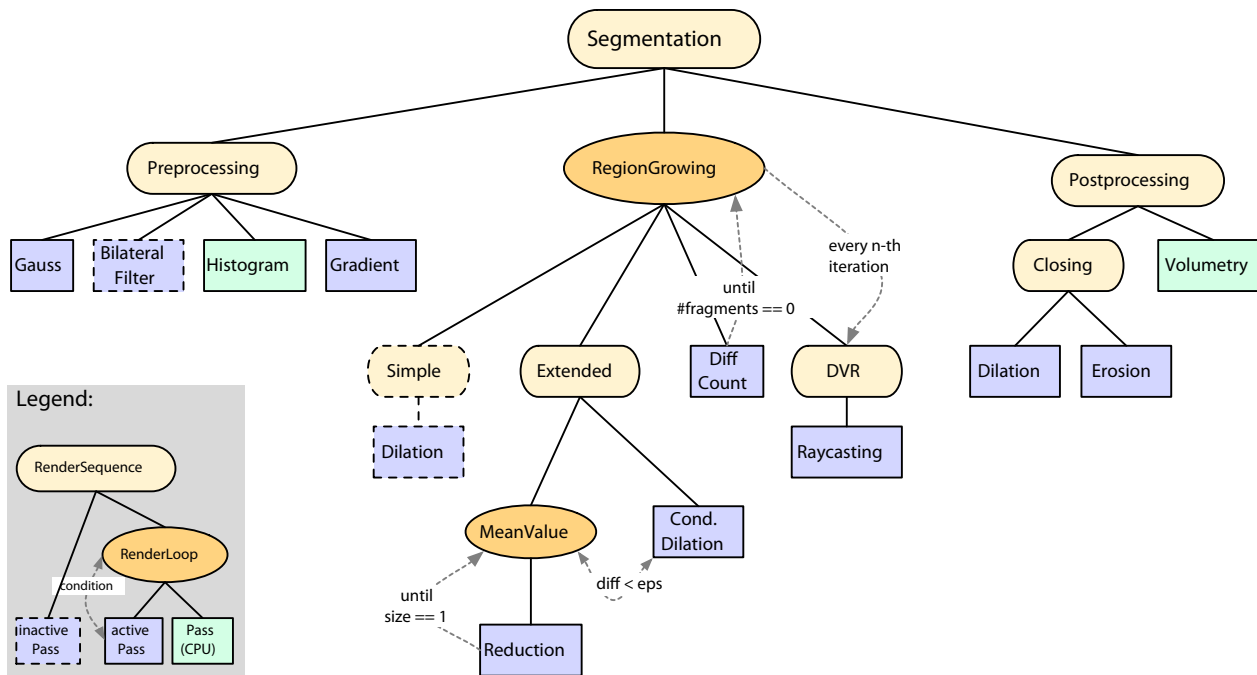 Segmentation
Preprocessing
RegionGrowing
Postprocessing
Gauss
Bilateral
Filter
Histogram
Gradient
every n-th
iteration
Closing
Volumetry
until
#fragments == 0
Simple
Extended
Diff
Count
DVR
Dilation
Erosion
Dilation
Raycasting
MeanValue
Cond.
Dilation
until
size == 1
diff < eps
Reduction
Legend:
RenderSequence
RenderLoop
condition
inactive
Pass
active
Pass
Pass
(CPU)